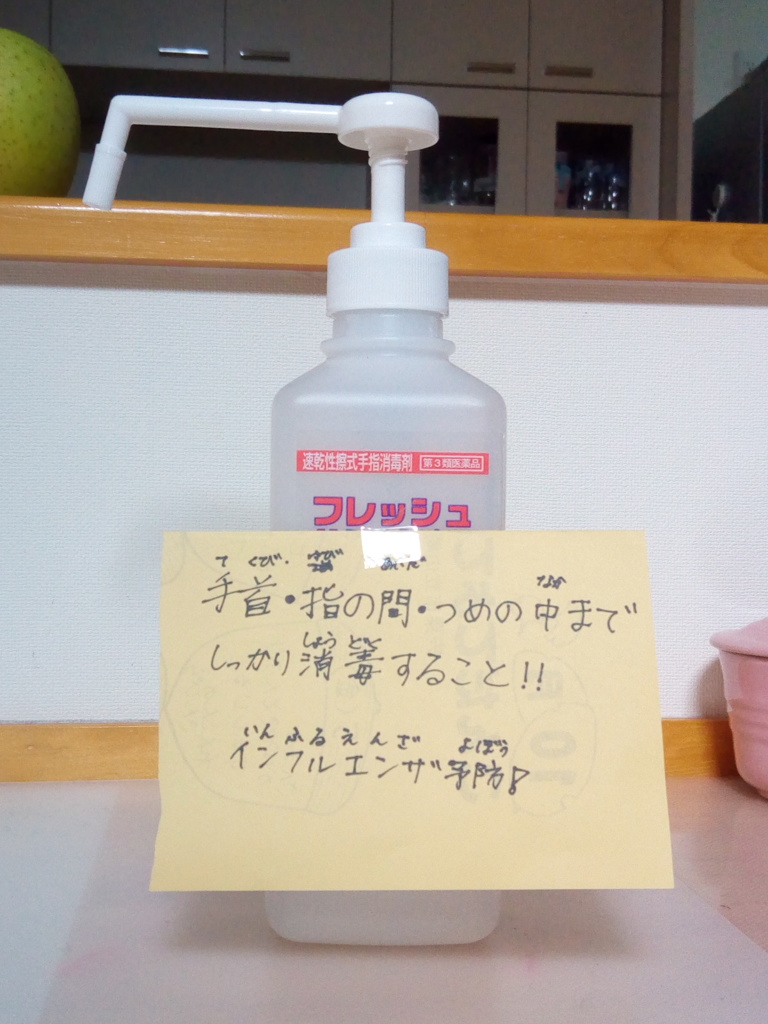 速乾性擦式手指消毒剤 第3類医薬品
フレッシュ
て くび・ ゆび あいだ なか
手首・指の間・つめの中まで
しょう どく
しっかり消毒すること!!
いんふるえんざ よぼう
インフルエンザ予防!